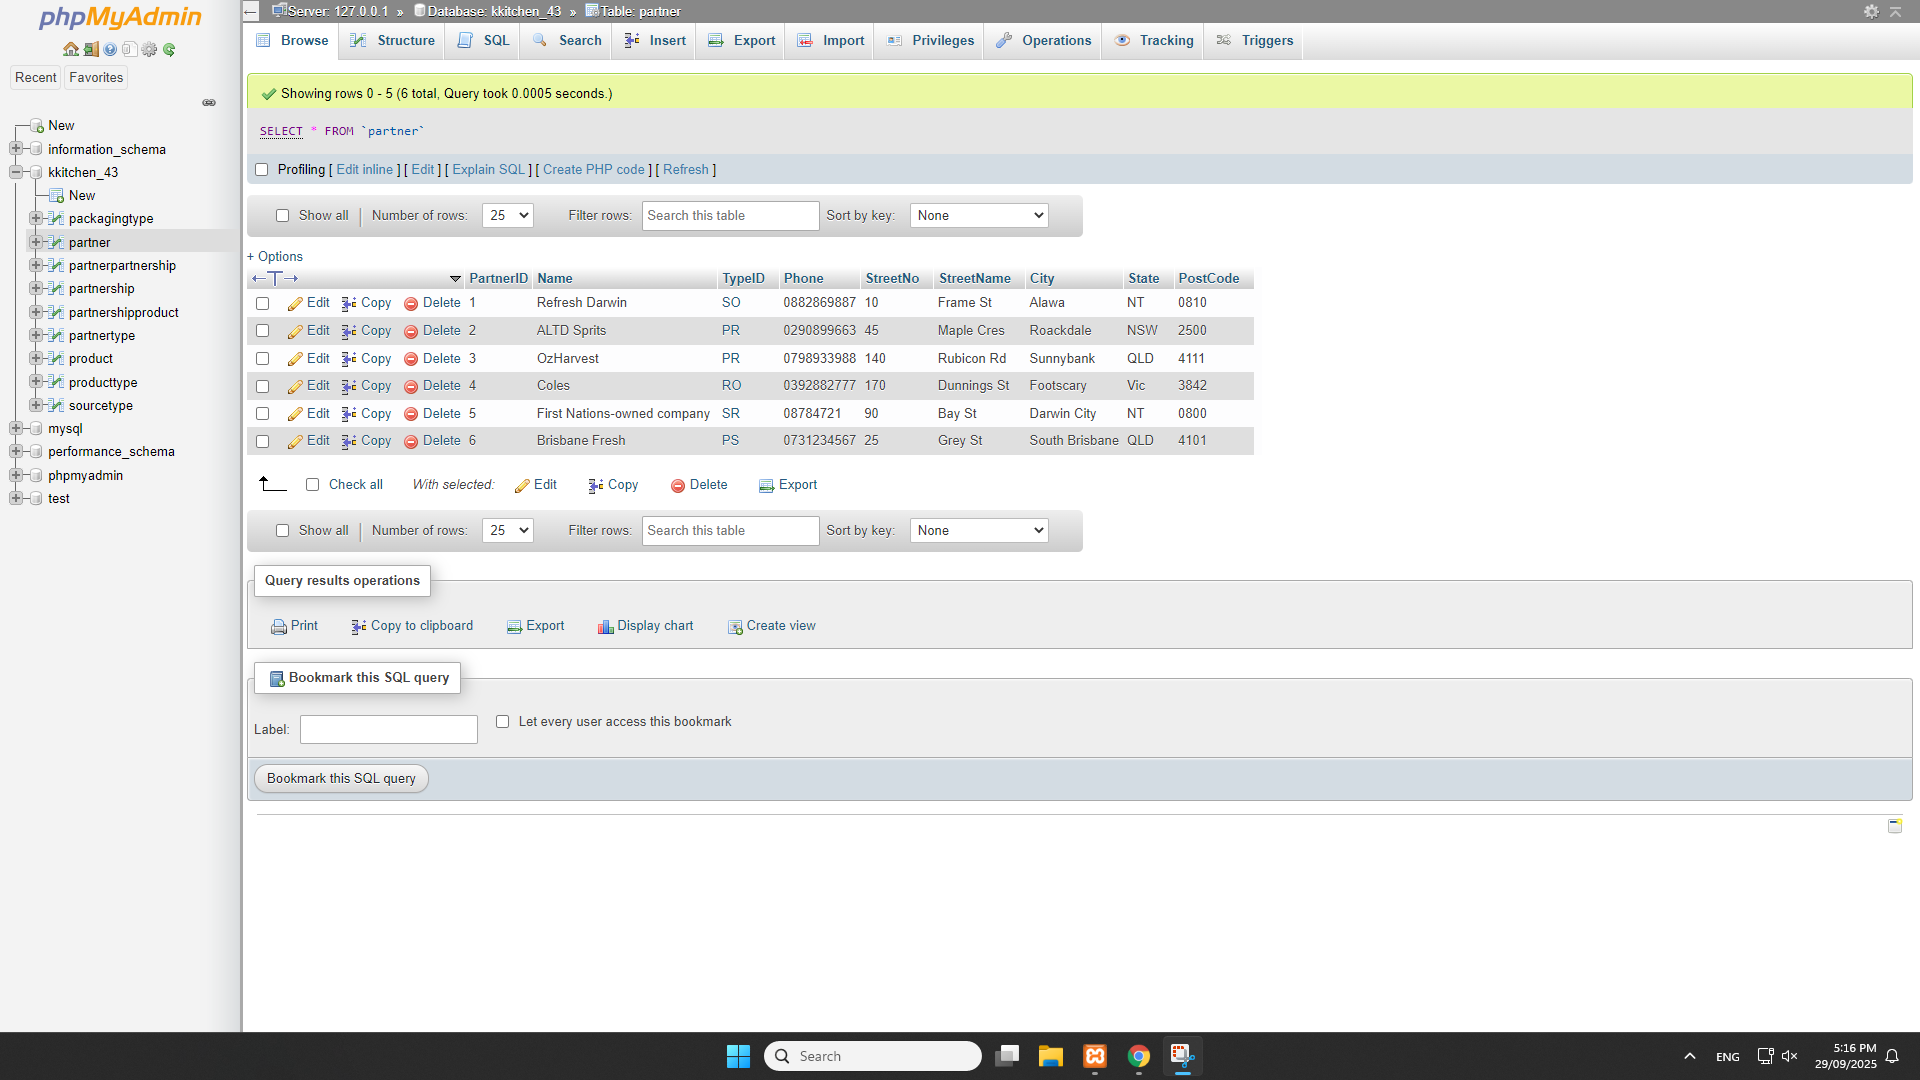 phpMyAdmin
Recent Favorites
New
information_schema
kkitchen_43
New
packagingtype
partner
partnerpartnership
partnership
partnershipproduct
partnertype
product
producttype
sourcetype
mysql
performance_schema
phpmyadmin
test
Server: 127.0.0.1 » Database: kkitchen_43 » Table: partner
Browse Structure SQL Search Insert Export Import Privileges Operations Tracking Triggers
Showing rows 0 - 5 (6 total, Query took 0.0005 seconds.)
SELECT * FROM `partner`
Profiling [ Edit inline ] [ Edit ] [ Explain SQL ] [ Create PHP code ] [ Refresh ]
Show all | Number of rows: 25 Filter rows: Search this table Sort by key: None
+ Options
←T→ PartnerID Name TypeID Phone StreetNo StreetName City State PostCode
Edit Copy Delete 1 Refresh Darwin SO 0882869887 10 Frame St Alawa NT 0810
Edit Copy Delete 2 ALTD Sprits PR 0290899663 45 Maple Cres Roackdale NSW 2500
Edit Copy Delete 3 OzHarvest PR 0798933988 140 Rubicon Rd Sunnybank QLD 4111
Edit Copy Delete 4 Coles RO 0392882777 170 Dunnings St Footscary Vic 3842
Edit Copy Delete 5 First Nations-owned company SR 08784721 90 Bay St Darwin City NT 0800
Edit Copy Delete 6 Brisbane Fresh PS 0731234567 25 Grey St South Brisbane QLD 4101
Check all With selected: Edit Copy Delete Export
Show all | Number of rows: 25 Filter rows: Search this table Sort by key: None
Query results operations
Print Copy to clipboard Export Display chart Create view
Bookmark this SQL query
Label: Let every user access this bookmark
Bookmark this SQL query
Search
ENG
5:16 PM
29/09/2025